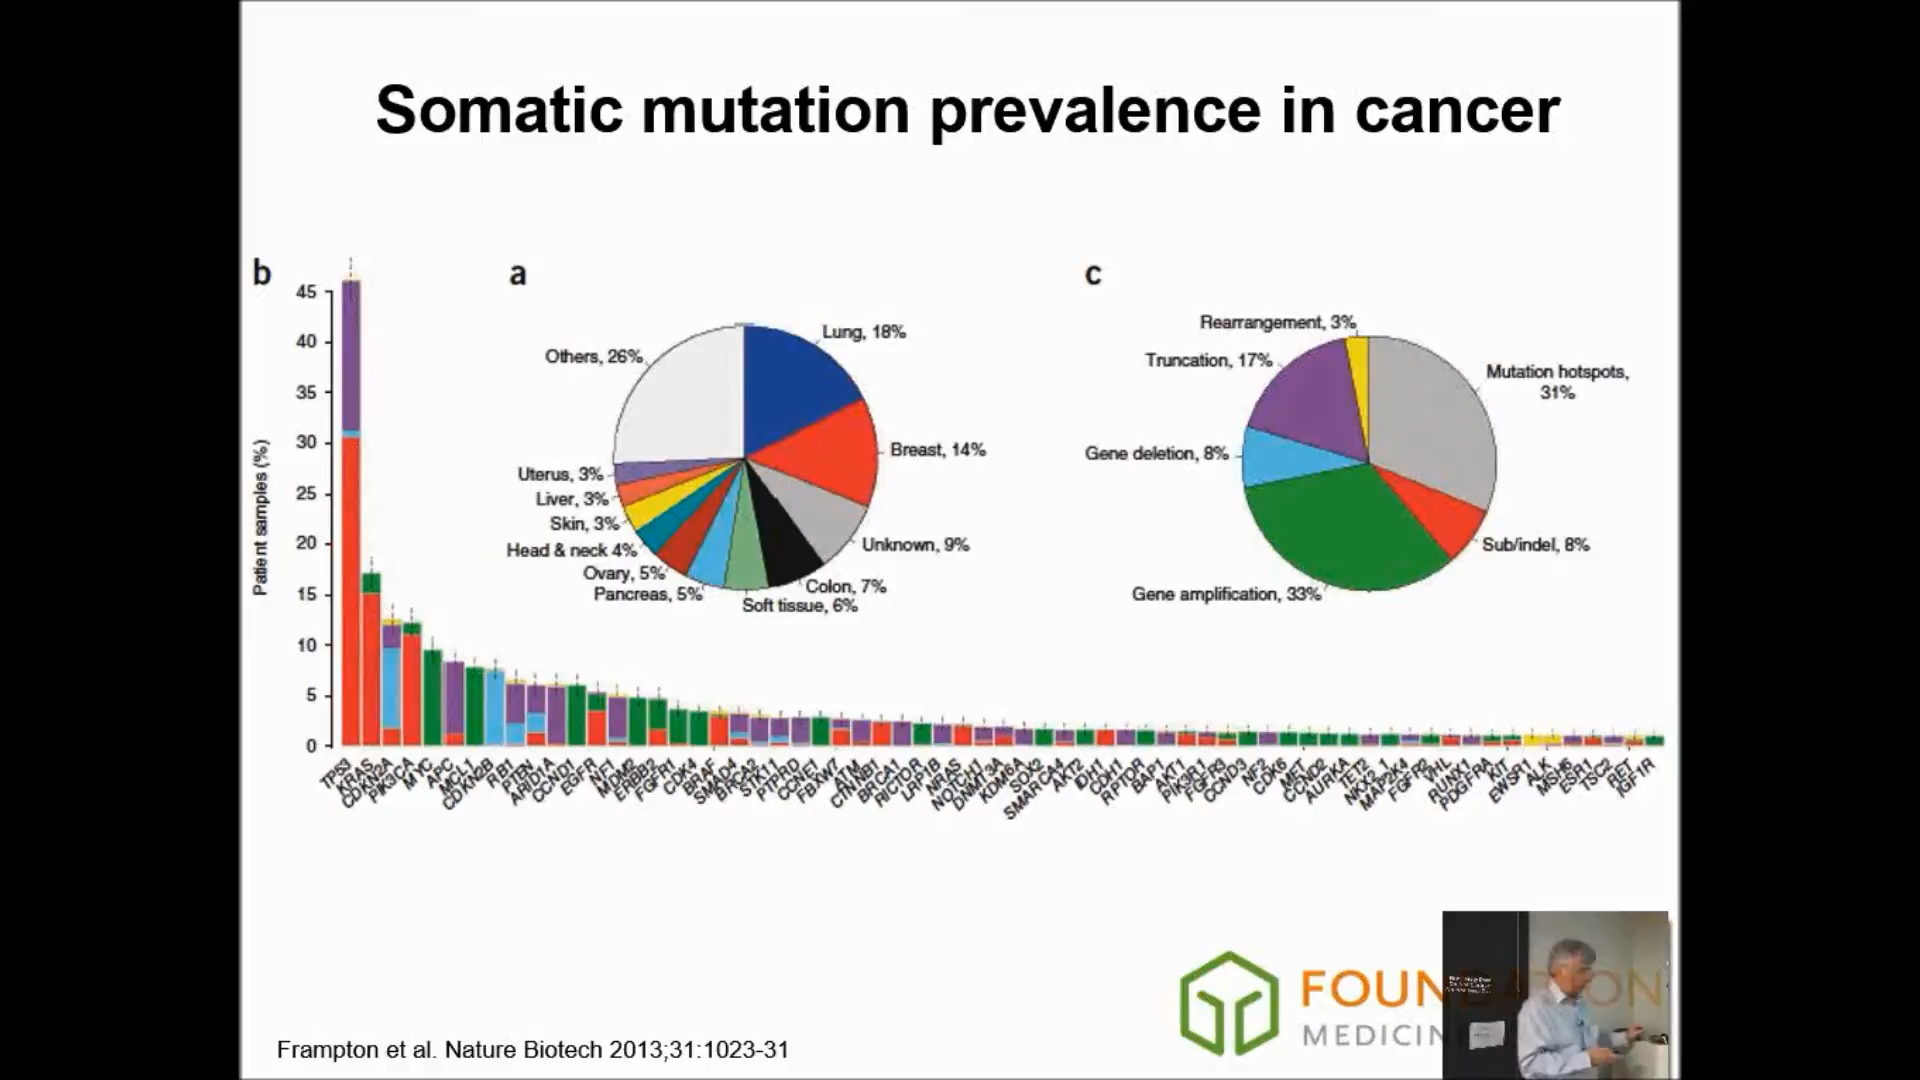 Somatic mutation prevalence in cancer
b
45
40
35
30
25
20
15
10
5
0
Patient samples (%)
a
Lung, 18%
Breast, 14%
Unknown, 9%
Colon, 7%
Soft tissue, 6%
Pancreas, 5%
Ovary, 5%
Head & neck 4%
Skin, 3%
Liver, 3%
Uterus, 3%
Others, 26%
c
Rearrangement, 3%
Truncation, 17%
Gene deletion, 8%
Gene amplification, 33%
Sub/indel, 8%
Mutation hotspots,
31%
TP53
KRAS
CDKN2A
PIK3CA
MYC
APC
MCL1
CDKN2B
RB1
PTEN
ARID1A
CCND1
EGFR
NF1
MDM2
ERBB2
FGFR1
CDK4
BRAF
SMAD4
BRCA2
STK11
PTPRD
CCNE1
FBXW7
ATM
CTNNB1
BRCA1
RICTOR
LRP1B
NRAS
NOTCH1
DNMT3A
KDM6A
SOX2
SMARCA4
AKT2
IDH1
CDH1
RPTOR
BAP1
AKT1
PIK3R1
FGFR3
CCND3
NF2
CDK6
MET
CCND2
AURKA
TET2
NKX2_1
MAP2K4
FGFR2
VHL
RUNX1
PDGFRA
KIT
EWSR1
ALK
MSH6
ESR1
TSC2
RET
IGF1R
FOUNDATION
MEDICIN
Frampton et al. Nature Biotech 2013;31:1023-31